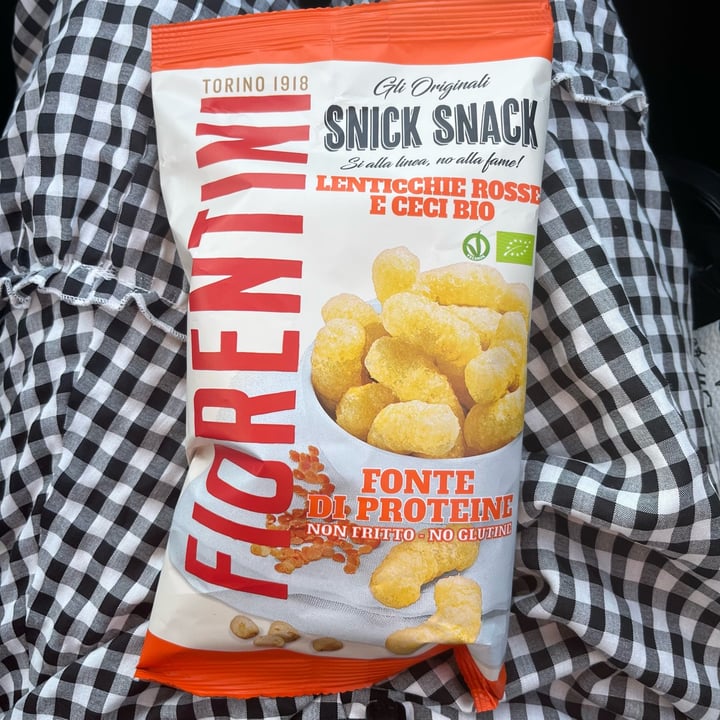 TORINO 1918
FIORENTINI
Gli Originali
SNICK SNACK
Si alla linea, no alla fame!
LENTICCHIE ROSSE
E CECI BIO
FONTE
DI PROTEINE
NON FRITTO - NO GLUTINE